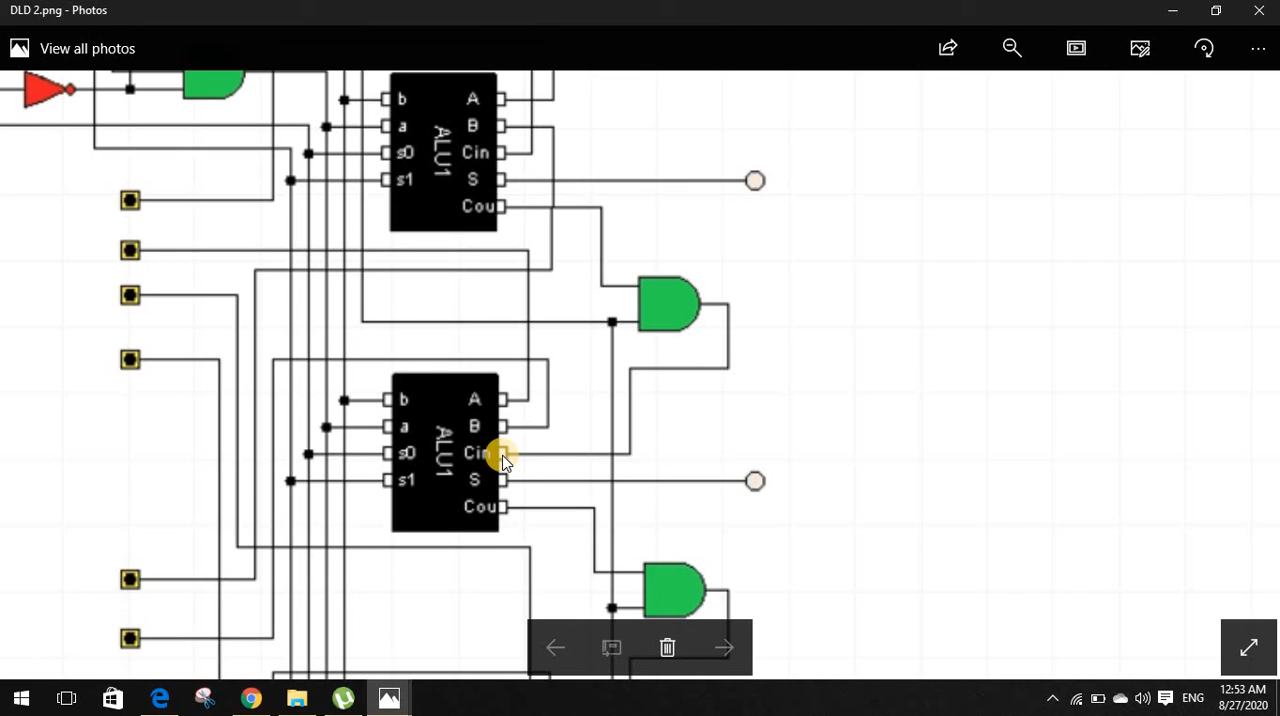 DLD 2.png - Photos
View all photos
b A
a B
s0 Cin
s1 S
Cou
ALU1
b A
a B
s0 Cin
s1 S
Cou
ALU1
ENG
12:53 AM
8/27/2020